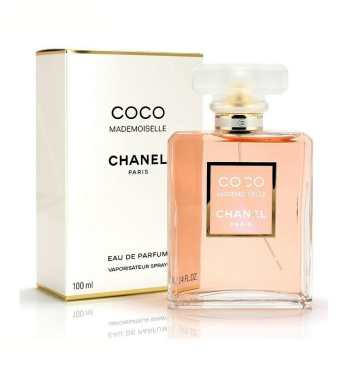 COCO
MADEMOISELLE
CHANEL
PARIS
EAU DE PARFUM
VAPORISATEUR SPRAY
100 ml
COCO
MADEMOISELLE
CHANEL
PARIS